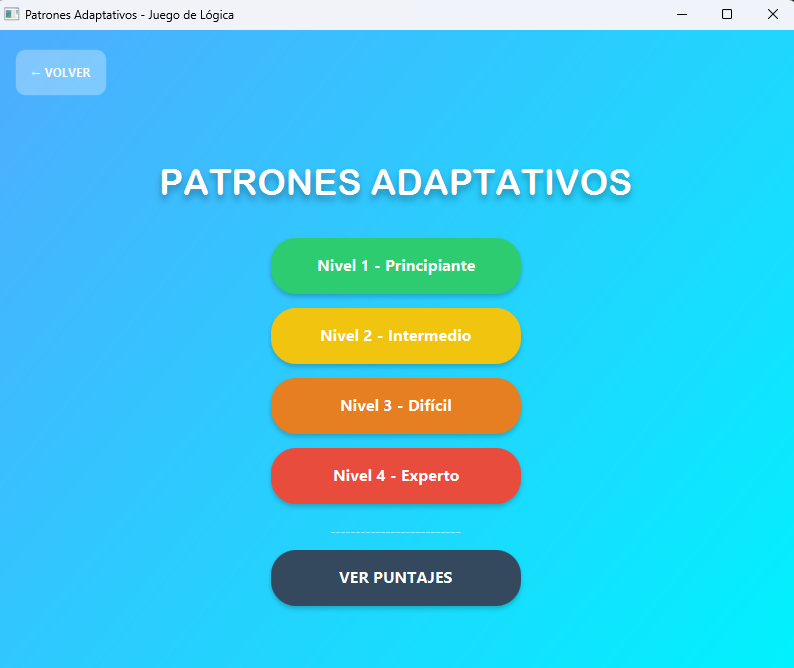 Patrones Adaptativos - Juego de Lógica
← VOLVER
PATRONES ADAPTATIVOS
Nivel 1 - Principiante
Nivel 2 - Intermedio
Nivel 3 - Difícil
Nivel 4 - Experto
--------------------------
VER PUNTAJES